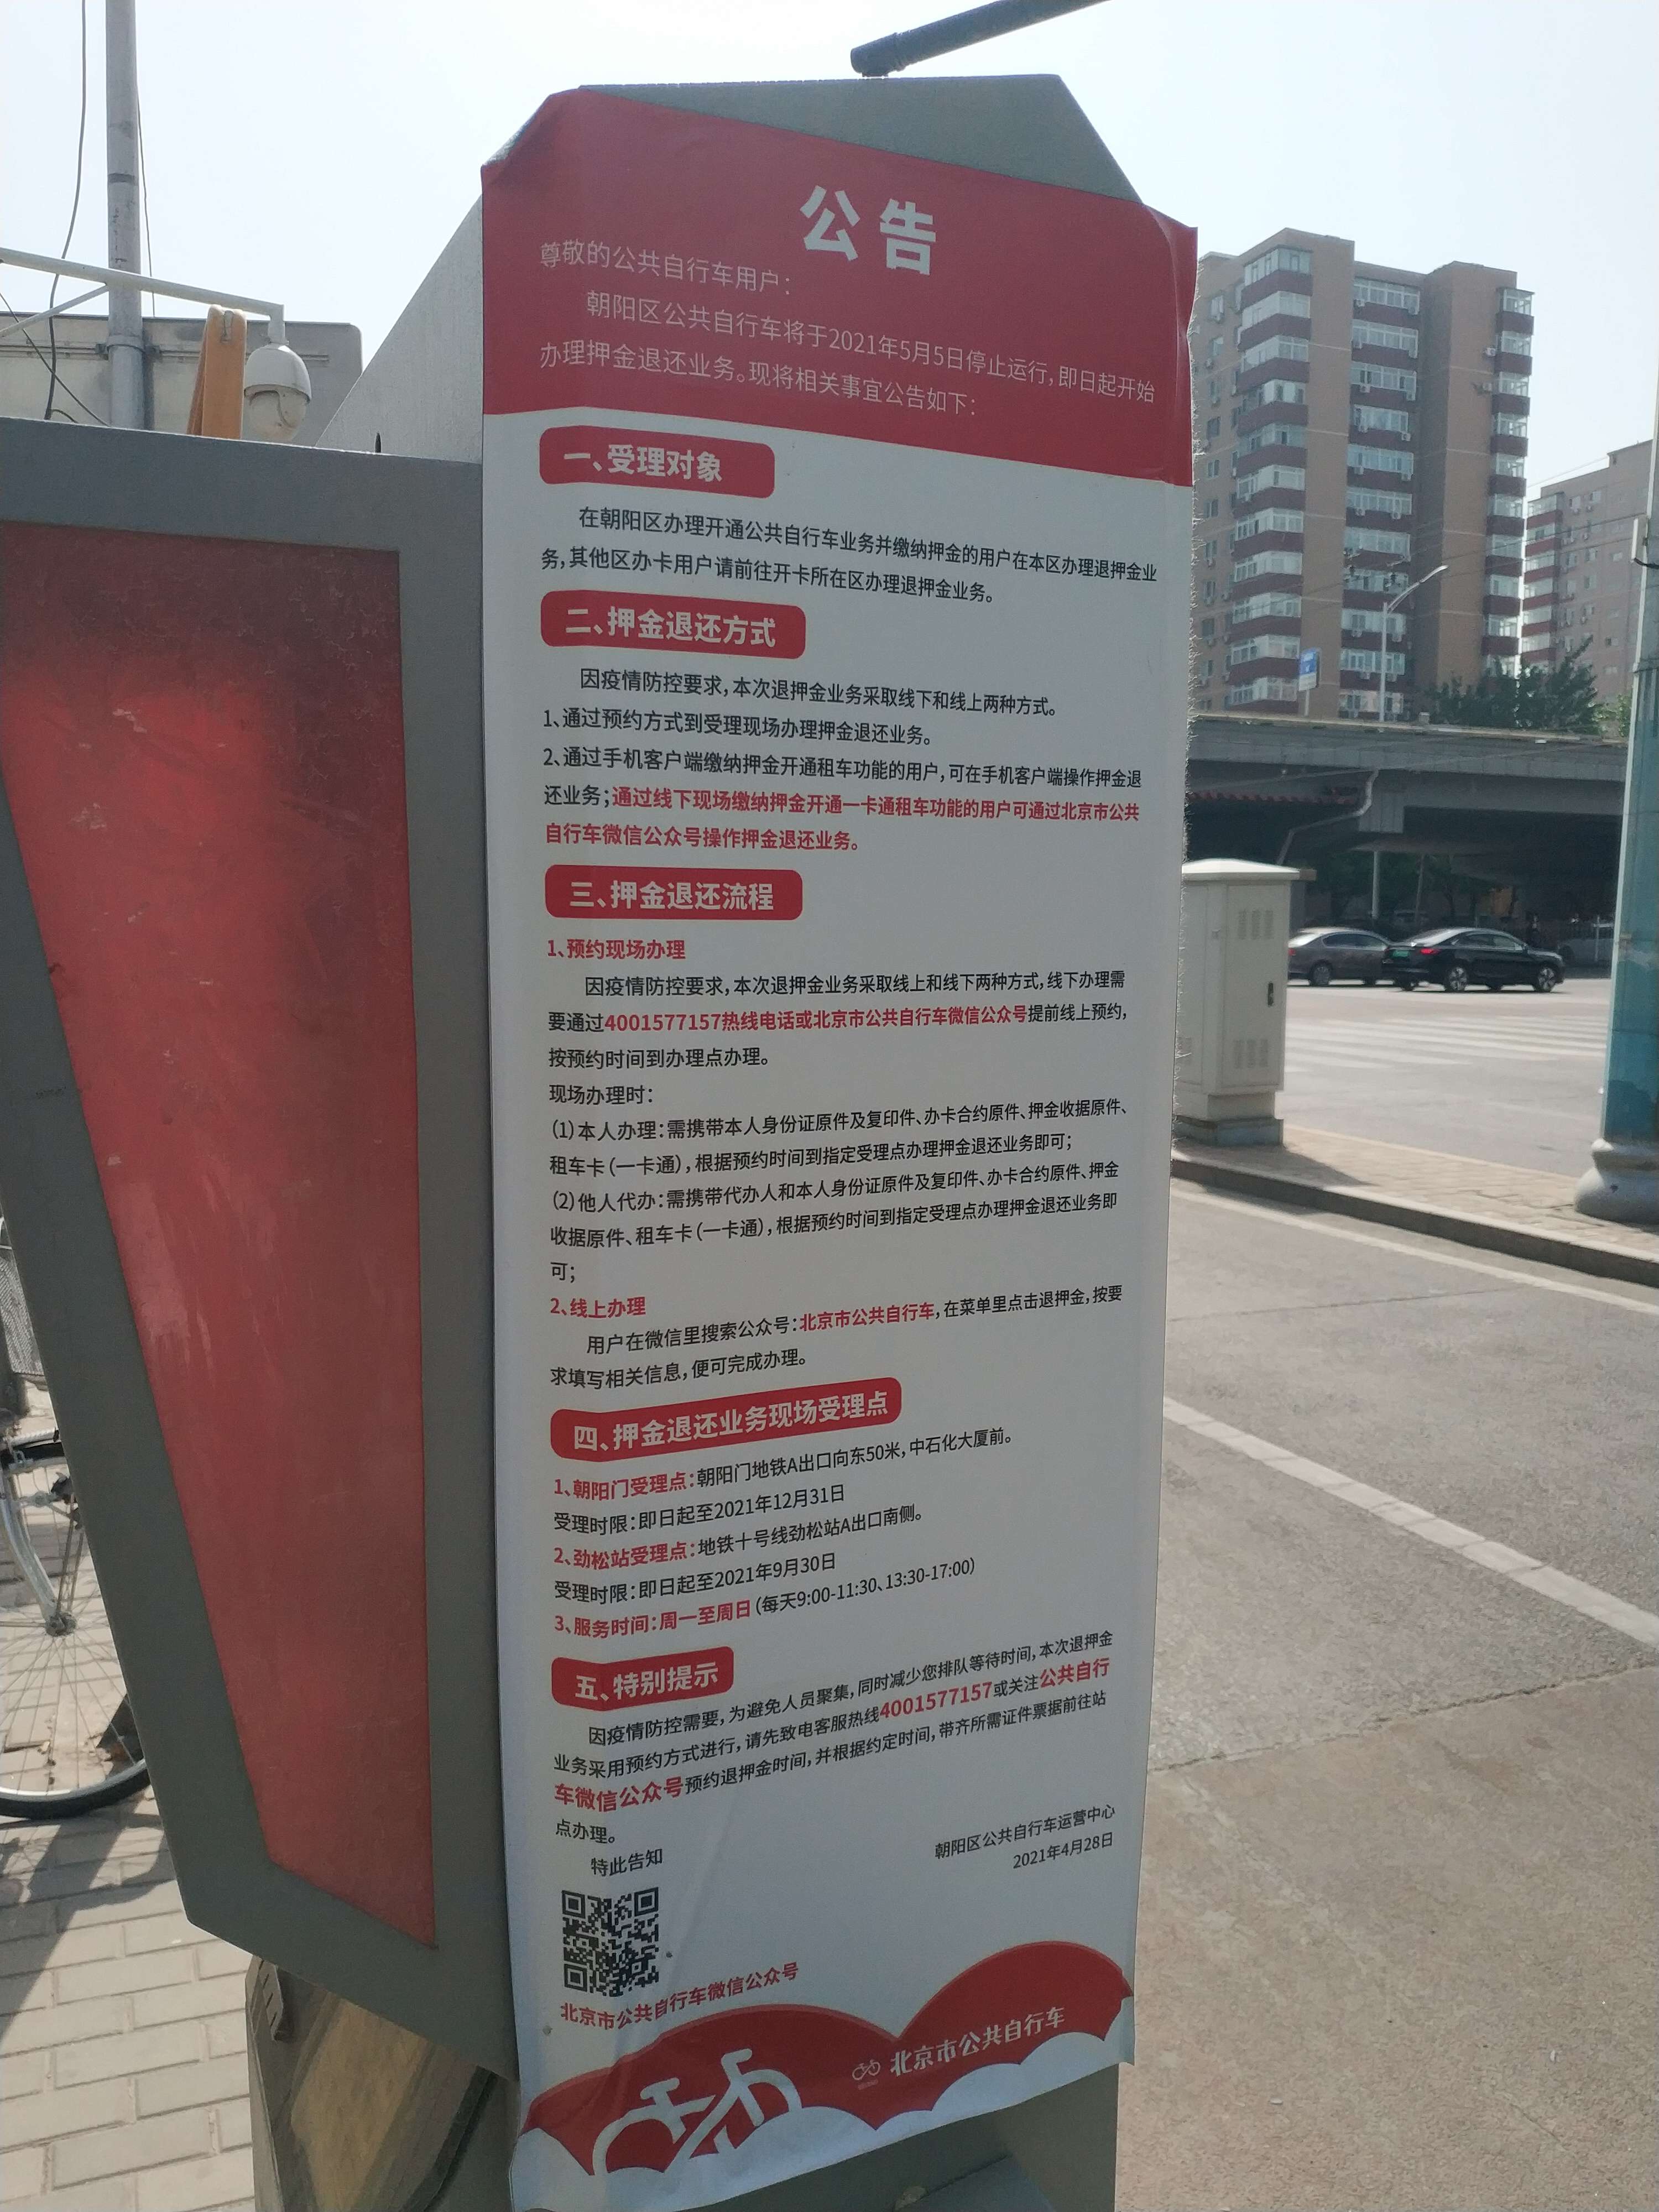 公告
尊敬的公共自行车用户：
朝阳区公共自行车将于2021年5月5日停止运行，即日起开始
办理押金退还业务。现将相关事宜公告如下：
一、受理对象
在朝阳区办理开通公共自行车业务并缴纳押金的用户在本区办理退押金业
务，其他区办卡用户请前往开卡所在区办理退押金业务。
二、押金退还方式
因疫情防控要求，本次退押金业务采取线下和线上两种方式。
1、通过预约方式到受理现场办理押金退还业务。
2、通过手机客户端缴纳押金开通租车功能的用户，可在手机客户端操作押金退
还业务；通过线下现场缴纳押金开通一卡通租车功能的用户可通过北京市公共
自行车微信公众号操作押金退还业务。
三、押金退还流程
1、预约现场办理
因疫情防控要求，本次退押金业务采取线上和线下两种方式，线下办理需
要通过4001577157热线电话或北京市公共自行车微信公众号提前线上预约，
按预约时间到办理点办理。
现场办理时：
（1）本人办理：需携带本人身份证原件及复印件、办卡合约原件、押金收据原件、
租车卡（一卡通），根据预约时间到指定受理点办理押金退还业务即可；
（2）他人代办：需携带代办人和本人身份证原件及复印件、办卡合约原件、押金
收据原件、租车卡（一卡通），根据预约时间到指定受理点办理押金退还业务即
可；
2、线上办理
用户在微信里搜索公众号：北京市公共自行车，在菜单里点击退押金，按要
求填写相关信息，便可完成办理。
四、押金退还业务现场受理点
1、朝阳门受理点：朝阳门地铁A出口向东50米，中石化大厦前。
受理时限：即日起至2021年12月31日
2、劲松站受理点：地铁十号线劲松站A出口南侧。
受理时限：即日起至2021年9月30日
3、服务时间：周一至周日（每天9:00-11:30、13:30-17:00）
五、特别提示
因疫情防控需要，为避免人员聚集，同时减少您排队等待时间，本次退押金
业务采用预约方式进行，请先致电客服热线4001577157或关注公共自行
车微信公众号预约退押金时间，并根据约定时间，带齐所需证件票据前往站
点办理。
特此告知
朝阳区公共自行车运营中心
2021年4月28日
北京市公共自行车微信公众号
北京市公共自行车